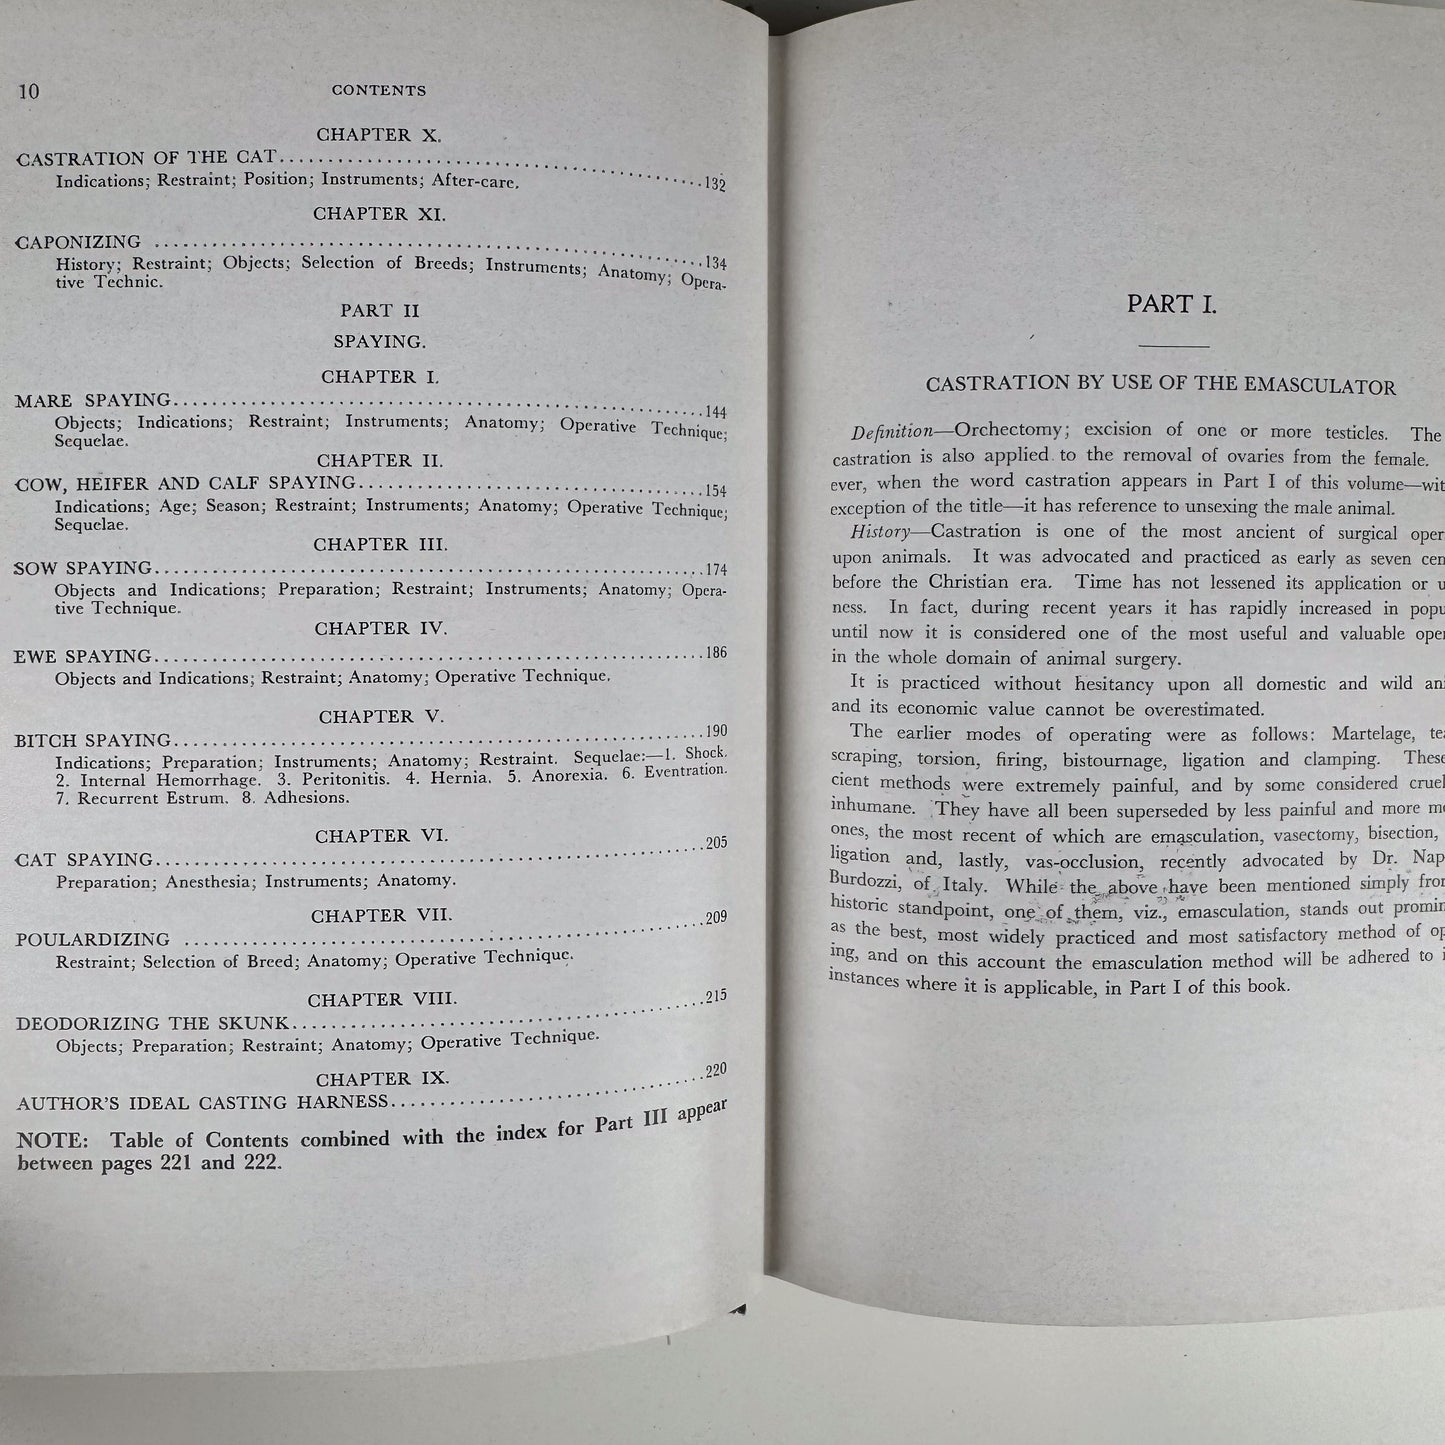 10 CONTENTS
CHAPTER X.
CASTRATION OF THE CAT................................................132
Indications; Restraint; Position; Instruments; After-care.
CHAPTER XI.
CAPONIZING ................................................134
History; Restraint; Objects; Selection of Breeds; Instruments; Anatomy; Opera-
tive Technic.
PART II
SPAYING.
CHAPTER I.
MARE SPAYING................................................144
Objects; Indications; Restraint; Instruments; Anatomy; Operative Technique;
Sequelae.
CHAPTER II.
COW, HEIFER AND CALF SPAYING................................................154
Indications; Age; Season; Restraint; Instruments; Anatomy; Operative Technique;
Sequelae.
CHAPTER III.
SOW SPAYING................................................174
Objects and Indications; Preparation; Restraint; Instruments; Anatomy; Opera-
tive Technique.
CHAPTER IV.
EWE SPAYING................................................186
Objects and Indications; Restraint; Anatomy; Operative Technique.
CHAPTER V.
BITCH SPAYING................................................190
Indications; Preparation; Instruments; Anatomy; Restraint. Sequelae:—1. Shock.
2. Internal Hemorrhage. 3. Peritonitis. 4. Hernia. 5. Anorexia. 6. Eventration.
7. Recurrent Estrum. 8. Adhesions.
CHAPTER VI.
CAT SPAYING................................................205
Preparation; Anesthesia; Instruments; Anatomy.
CHAPTER VII.
POULARDIZING ................................................209
Restraint; Selection of Breed; Anatomy; Operative Technique.
CHAPTER VIII.
DEODORIZING THE SKUNK................................................215
Objects; Preparation; Restraint; Anatomy; Operative Technique.
CHAPTER IX.
AUTHOR'S IDEAL CASTING HARNESS................................................220
NOTE: Table of Contents combined with the index for Part III appear
between pages 221 and 222.
PART I.
CASTRATION BY USE OF THE EMASCULATOR
Definition—Orchectomy; excision of one or more testicles. The
castration is also applied to the removal of ovaries from the female.
ever, when the word castration appears in Part I of this volume—wit
exception of the title—it has reference to unsexing the male animal.
History—Castration is one of the most ancient of surgical oper
upon animals. It was advocated and practiced as early as seven cen
before the Christian era. Time has not lessened its application or u
ness. In fact, during recent years it has rapidly increased in popu
until now it is considered one of the most useful and valuable oper
in the whole domain of animal surgery.
It is practiced without hesitancy upon all domestic and wild ani
and its economic value cannot be overestimated.
The earlier modes of operating were as follows: Martelage, tea
scraping, torsion, firing, bistournage, ligation and clamping. These
cient methods were extremely painful, and by some considered cruel
inhumane. They have all been superseded by less painful and more mo
ones, the most recent of which are emasculation, vasectomy, bisection,
ligation and, lastly, vas-occlusion, recently advocated by Dr. Nap
Burdozzi, of Italy. While the above have been mentioned simply from
historic standpoint, one of them, viz., emasculation, stands out promin
as the best, most widely practiced and most satisfactory method of op
ing, and on this account the emasculation method will be adhered to i
instances where it is applicable, in Part I of this book.